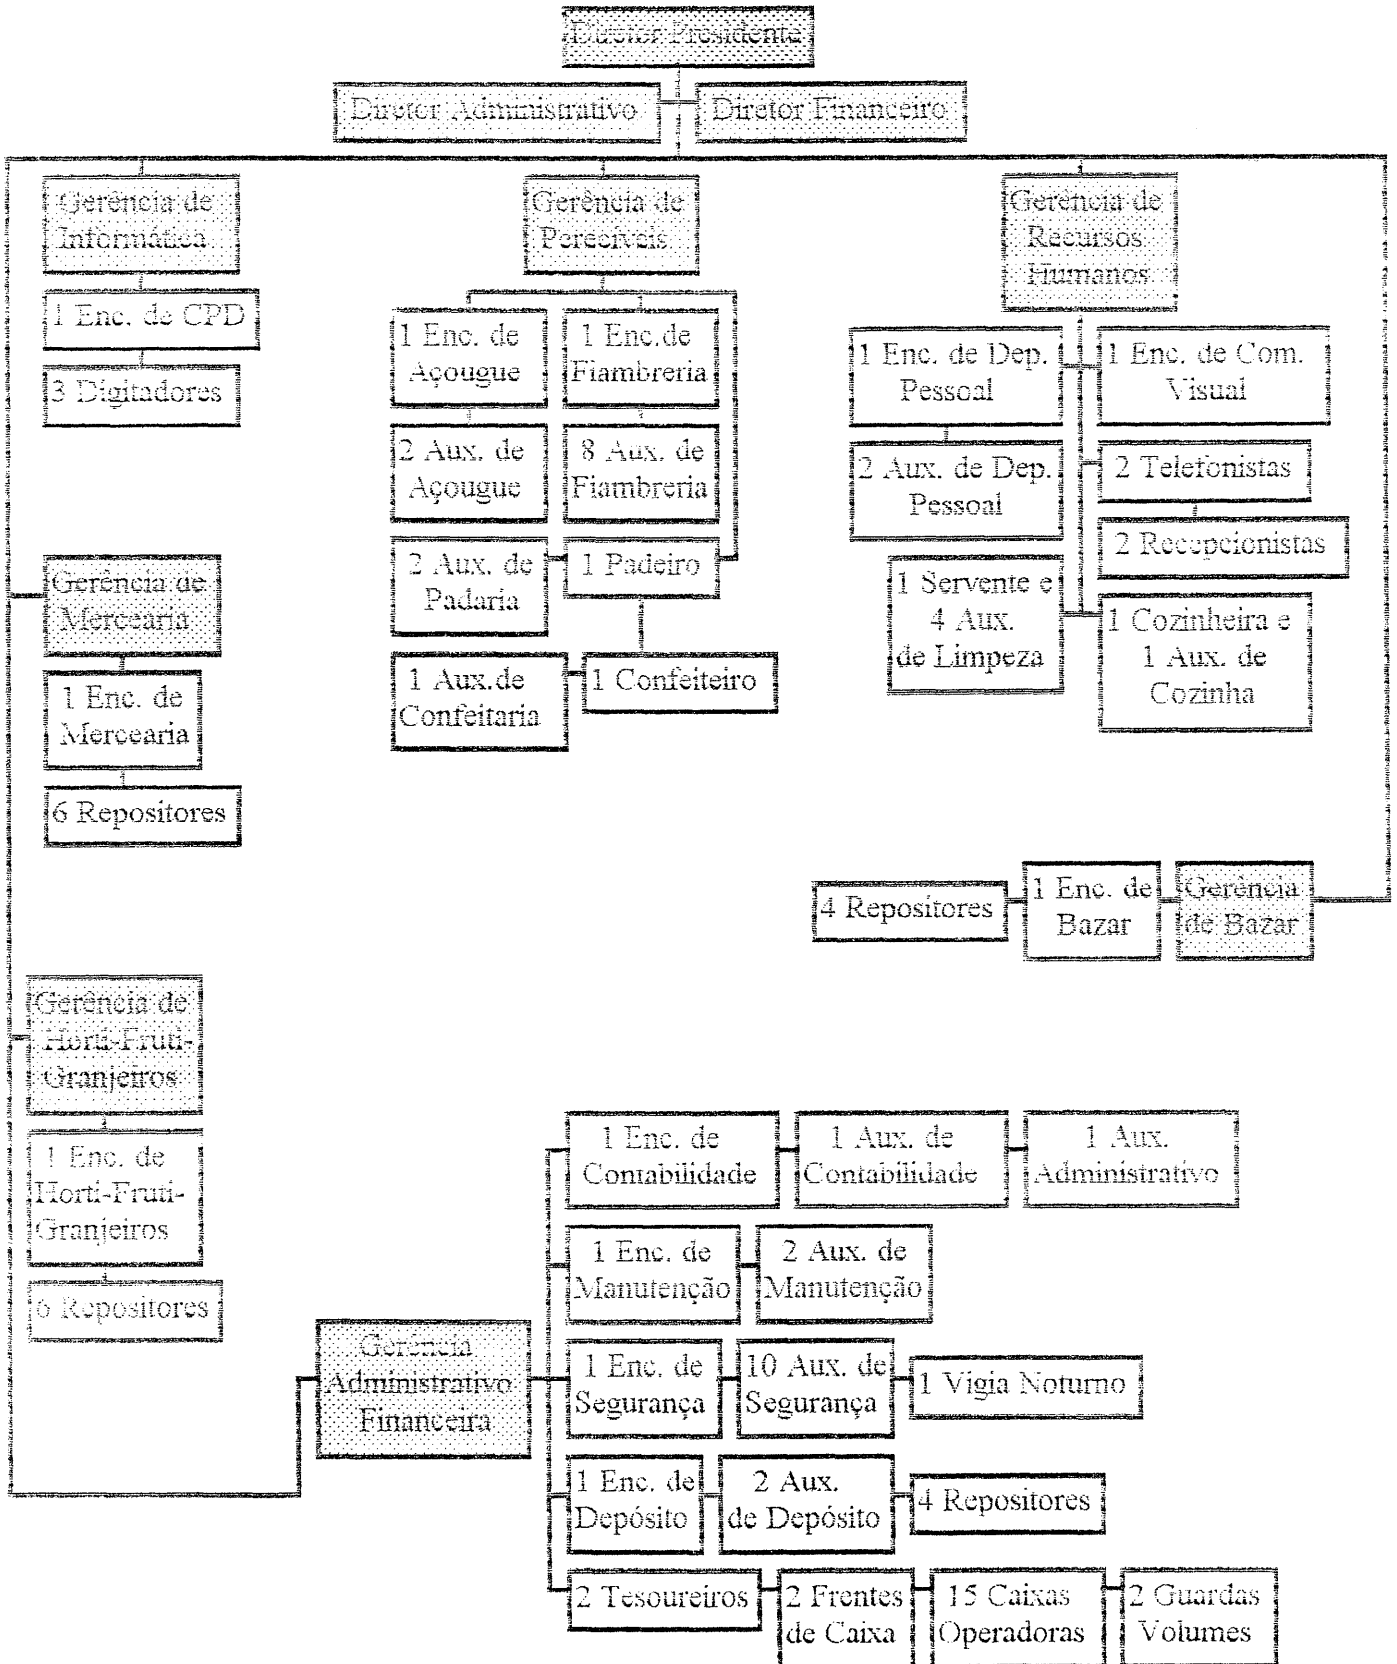 Diretor Presidente
Diretor Administrativo
Diretor Financeiro
Gerência de
Informática
1 Enc. de CPD
3 Digitadores
Gerência de
Perecíveis
1 Enc. de
Açougue
1 Enc.de
Fiambreria
2 Aux. de
Açougue
8 Aux. de
Fiambreria
2 Aux. de
Padaria
1 Padeiro
1 Aux.de
Confeitaria
1 Confeiteiro
Gerência de
Recursos
Humanos
1 Enc. de Dep.
Pessoal
1 Enc. de Com.
Visual
2 Aux. de Dep.
Pessoal
2 Telefonistas
2 Recepcionistas
1 Servente e
4 Aux.
de Limpeza
1 Cozinheira e
1 Aux. de
Cozinha
Gerência de
Mercearia
1 Enc. de
Mercearia
6 Repositores
4 Repositores
1 Enc. de
Bazar
Gerência
de Bazar
Gerência de
Horti-Fruti-
Granjeiros
1 Enc. de
Horti-Fruti-
Granjeiros
6 Repositores
Gerência
Administrativo
Financeira
1 Enc. de
Contabilidade
1 Aux. de
Contabilidade
1 Aux.
Administrativo
1 Enc. de
Manutenção
2 Aux. de
Manutenção
1 Enc. de
Segurança
10 Aux. de
Segurança
1 Vigia Noturno
1 Enc. de
Depósito
2 Aux.
de Depósito
4 Repositores
2 Tesoureiros
2 Frentes
de Caixa
15 Caixas
Operadoras
2 Guardas
Volumes